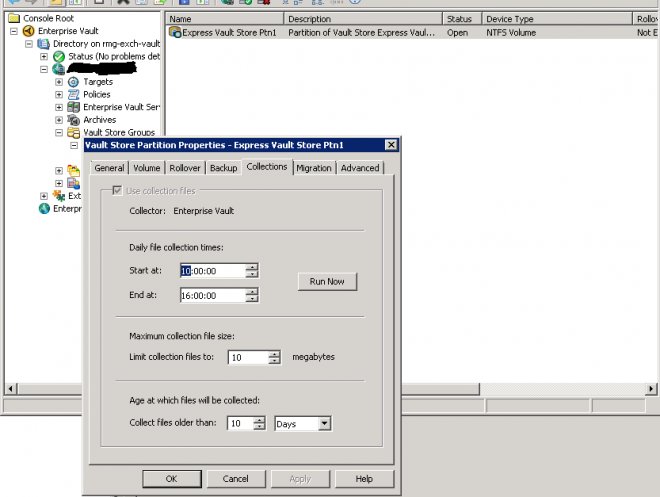 Console Root
Enterprise Vault
Directory on rmg-exch-vault
Status (No problems det
Targets
Policies
Enterprise Vault Ser
Archives
Vault Store Groups
Ext
Enterpr
Name Description Status Device Type Rollov
Express Vault Store Ptn1 Partition of Vault Store Express Vaul... Open NTFS Volume Not E
Vault Store Partition Properties - Express Vault Store Ptn1
General Volume Rollover Backup Collections Migration Advanced
Use collection files
Collector: Enterprise Vault
Daily file collection times:
Start at: 10:00:00
Run Now
End at: 16:00:00
Maximum collection file size:
Limit collection files to: 10 megabytes
Age at which files will be collected:
Collect files older than: 10 Days
OK Cancel Apply Help